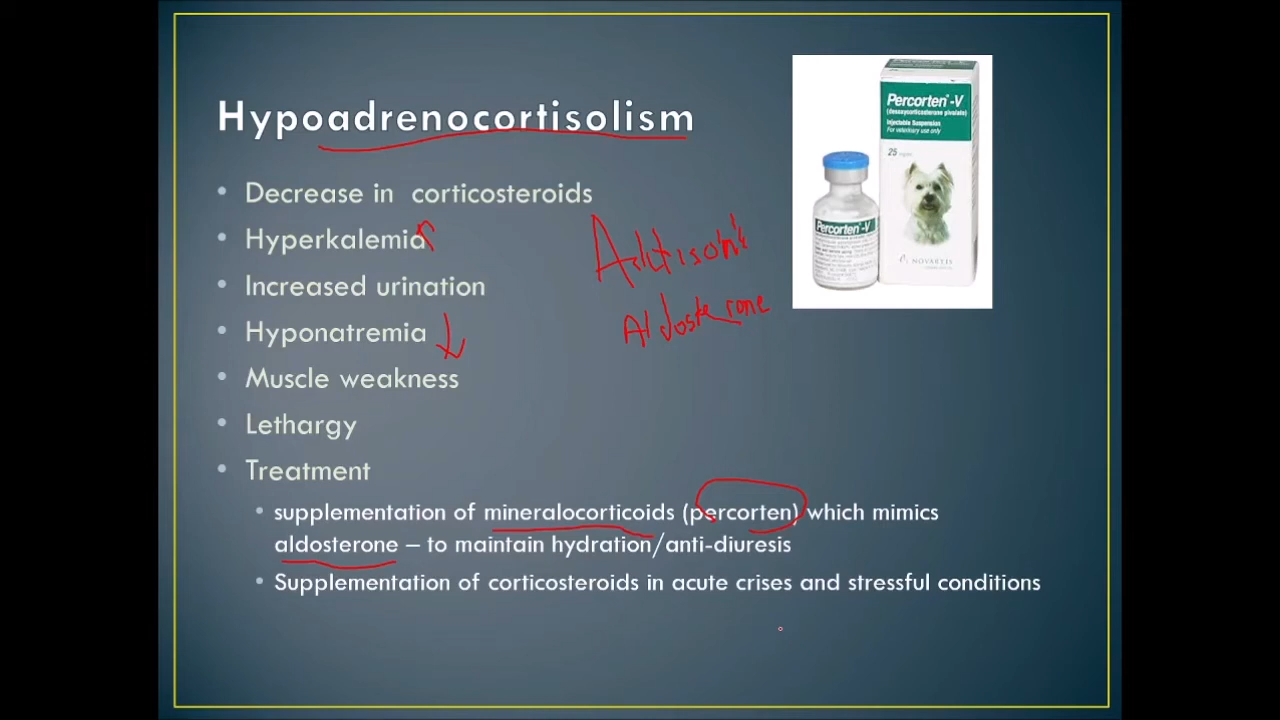 Hypoadrenocortisolism
• Decrease in corticosteroids
• Hyperkalemia
• Increased urination
• Hyponatremia
• Muscle weakness
• Lethargy
• Treatment
• supplementation of mineralocorticoids (percorten) which mimics
aldosterone – to maintain hydration/anti-diuresis
• Supplementation of corticosteroids in acute crises and stressful conditions
Aldosterone
Percorten-V
(desoxycorticosterone pivalate)
Injectable Suspension
For veterinary use only
25 mg/mL
NOVARTIS
Percorten-V